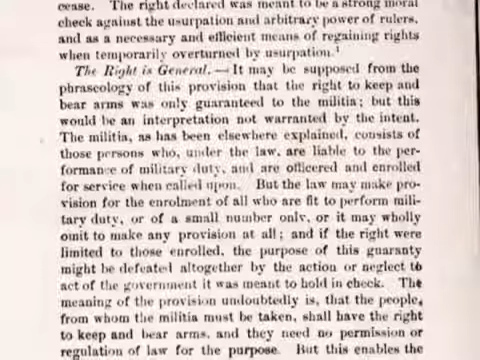 cease. The right declared was meant to be a strong moral
check against the usurpation and arbitrary power of rulers,
and as a necessary and efficient means of regaining rights
when temporarily overturned by usurpation.¹
The Right is General.—It may be supposed from the
phraseology of this provision that the right to keep and
bear arms was only guaranteed to the militia; but this
would be an interpretation not warranted by the intent.
The militia, as has been elsewhere explained, consists of
those persons who, under the law, are liable to the per-
formance of military duty, and are officered and enrolled
for service when called upon. But the law may make pro-
vision for the enrolment of all who are fit to perform mili-
tary duty, or of a small number only, or it may wholly
omit to make any provision at all; and if the right were
limited to those enrolled, the purpose of this guaranty
might be defeated altogether by the action or neglect to
act of the government it was meant to hold in check. The
meaning of the provision undoubtedly is, that the people,
from whom the militia must be taken, shall have the right
to keep and bear arms, and they need no permission or
regulation of law for the purpose. But this enables the